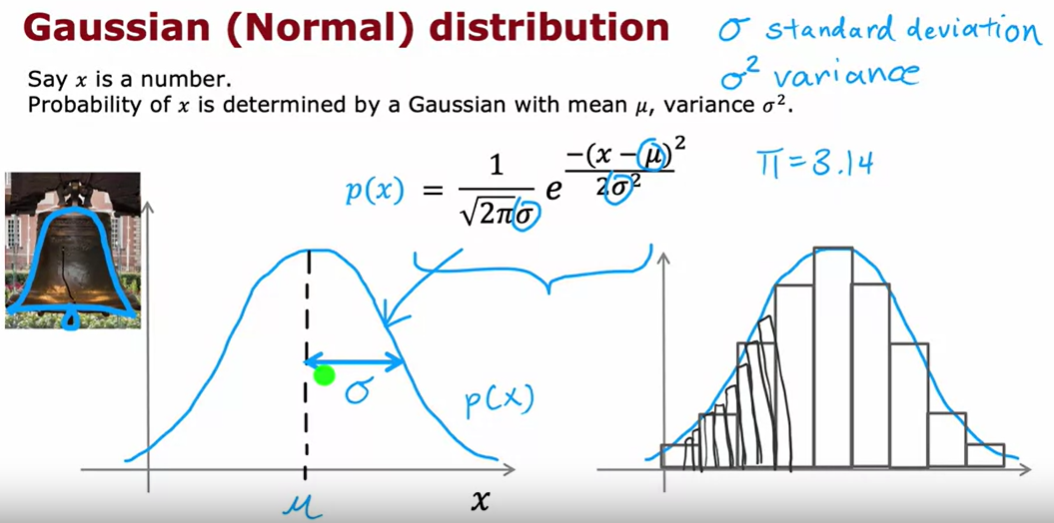 Gaussian (Normal) distribution
σ standard deviation
σ² variance
Say x is a number.
Probability of x is determined by a Gaussian with mean μ, variance σ².
p(x) = 1/√2πσ e^(−(x − μ)²/2σ²)
π = 3.14
σ
p(x)
μ
x